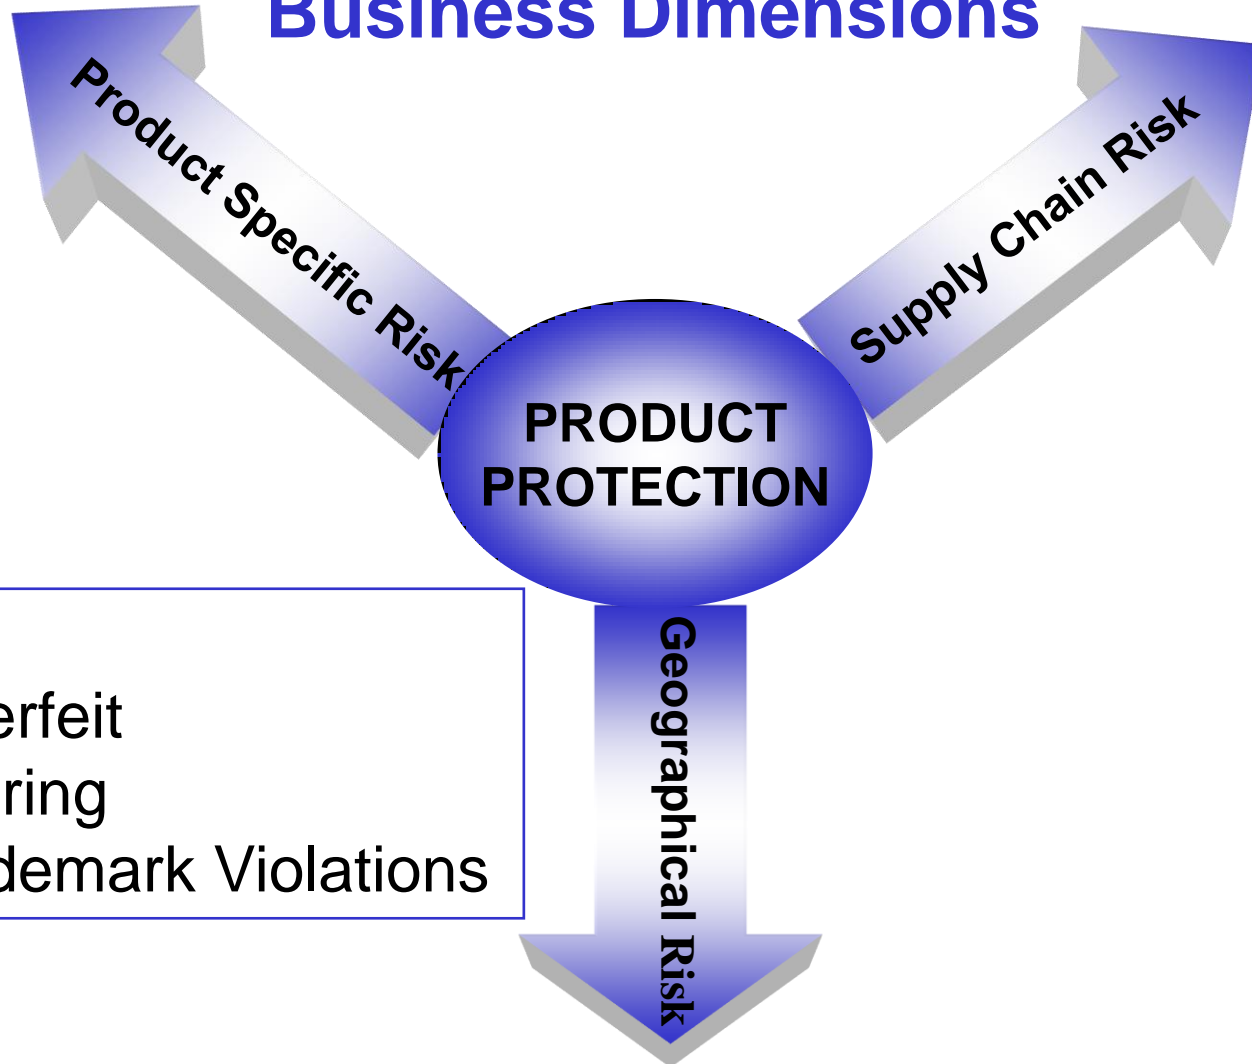 Business Dimensions
Product Specific Risk
Supply Chain Risk
PRODUCT
PROTECTION
Geographical Risk
erfeit
ring
demark Violations